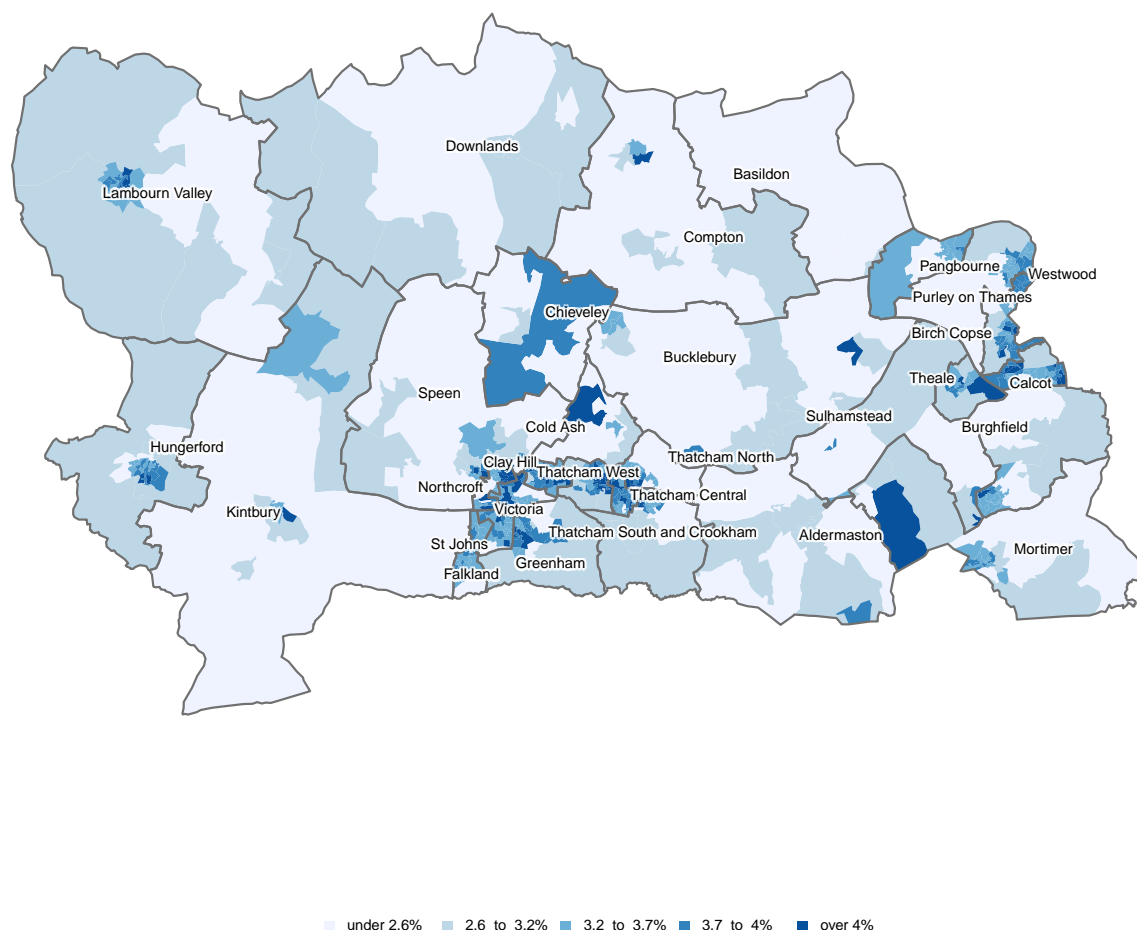 Downlands
Basildon
Lambourn Valley
Compton
Pangbourne
Westwood
Purley on Thames
Chieveley
Birch Copse
Bucklebury
Theale
Calcot
Speen
Sulhamstead
Cold Ash
Burghfield
Hungerford
Thatcham North
Clay Hill
Thatcham West
Northcroft
Thatcham Central
Kintbury
Victoria
Thatcham South and Crookham
Aldermaston
St Johns
Mortimer
Greenham
Falkland
under 2.6% 2.6 to 3.2% 3.2 to 3.7% 3.7 to 4% over 4%